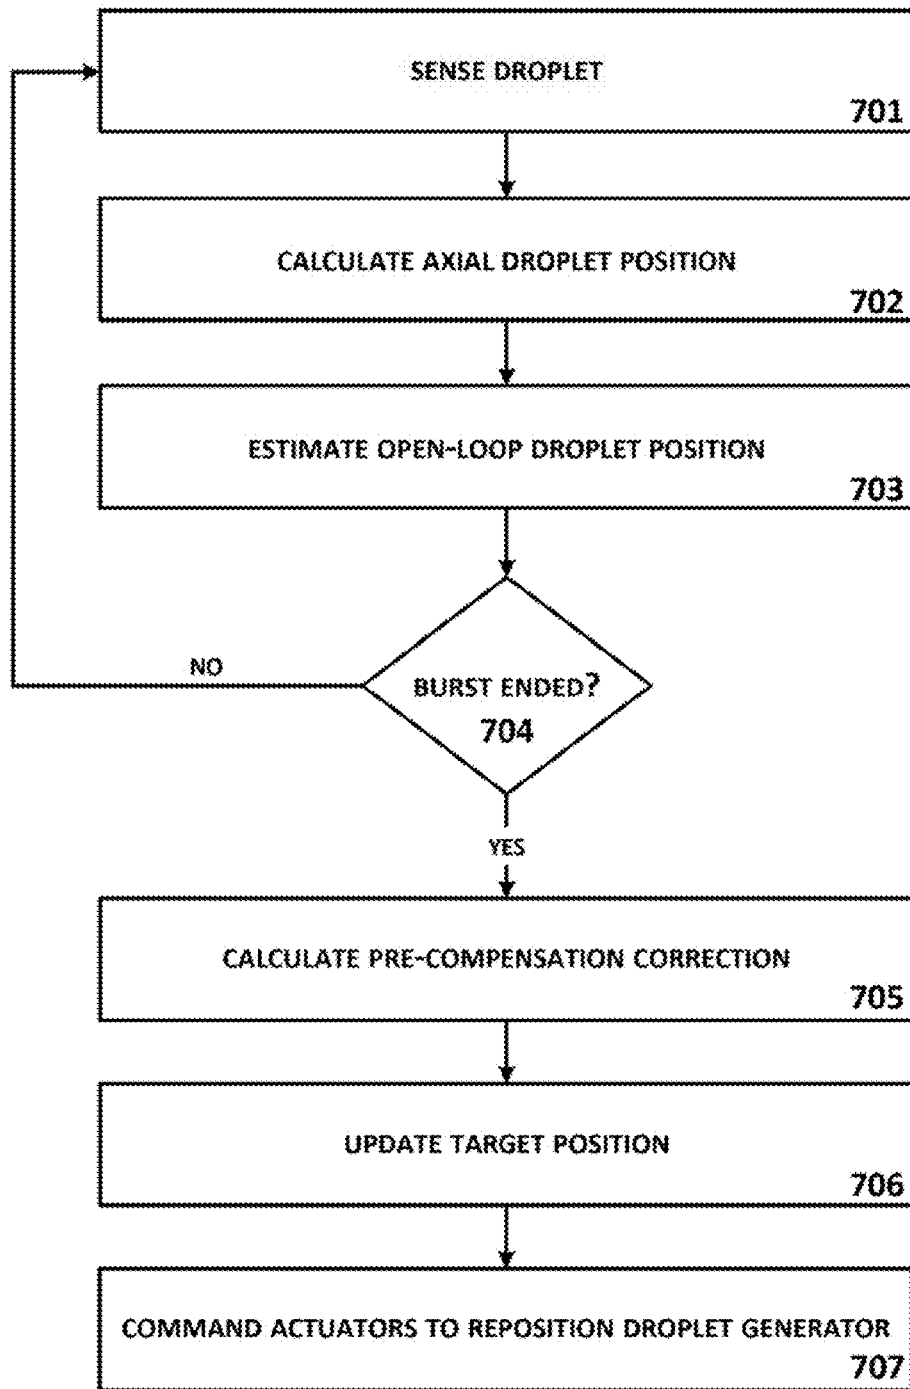 SENSE DROPLET
701
CALCULATE AXIAL DROPLET POSITION
702
ESTIMATE OPEN-LOOP DROPLET POSITION
703
NO
BURST ENDED?
704
YES
CALCULATE PRE-COMPENSATION CORRECTION
705
UPDATE TARGET POSITION
706
COMMAND ACTUATORS TO REPOSITION DROPLET GENERATOR
707